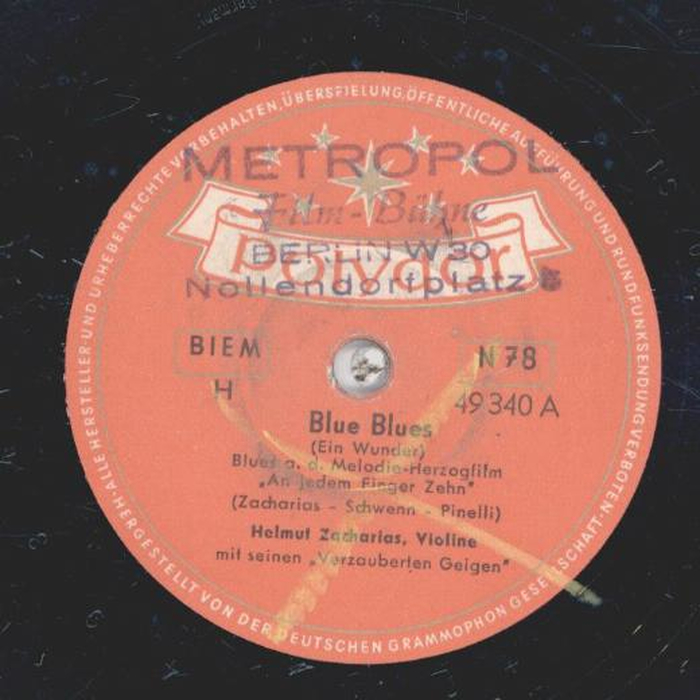 ALLE HERSTELLER-UND URHEBERRECHTE VORBEHALTEN, ÜBERSPIELUNG, ÖFFENTLICHE AUFFÜHRUNG UND RUNDFUNKSENDUNG VERBOTEN.
METROPOL
Film-Bühne
BERLIN W 30
polydor
Nollendorfplatz
BIEM
N 78
H
49 340 A
Blue Blues
(Ein Wunder)
Blues a. d. Melodie-Herzogfilm
„An jedem Finger Zehn"
(Zacharias - Schwenn - Pinelli)
Helmut Zacharias, Violine
mit seinen „Verzauberten Geigen"
HERGESTELLT VON DER DEUTSCHEN GRAMMOPHON GESELLSCHAFT